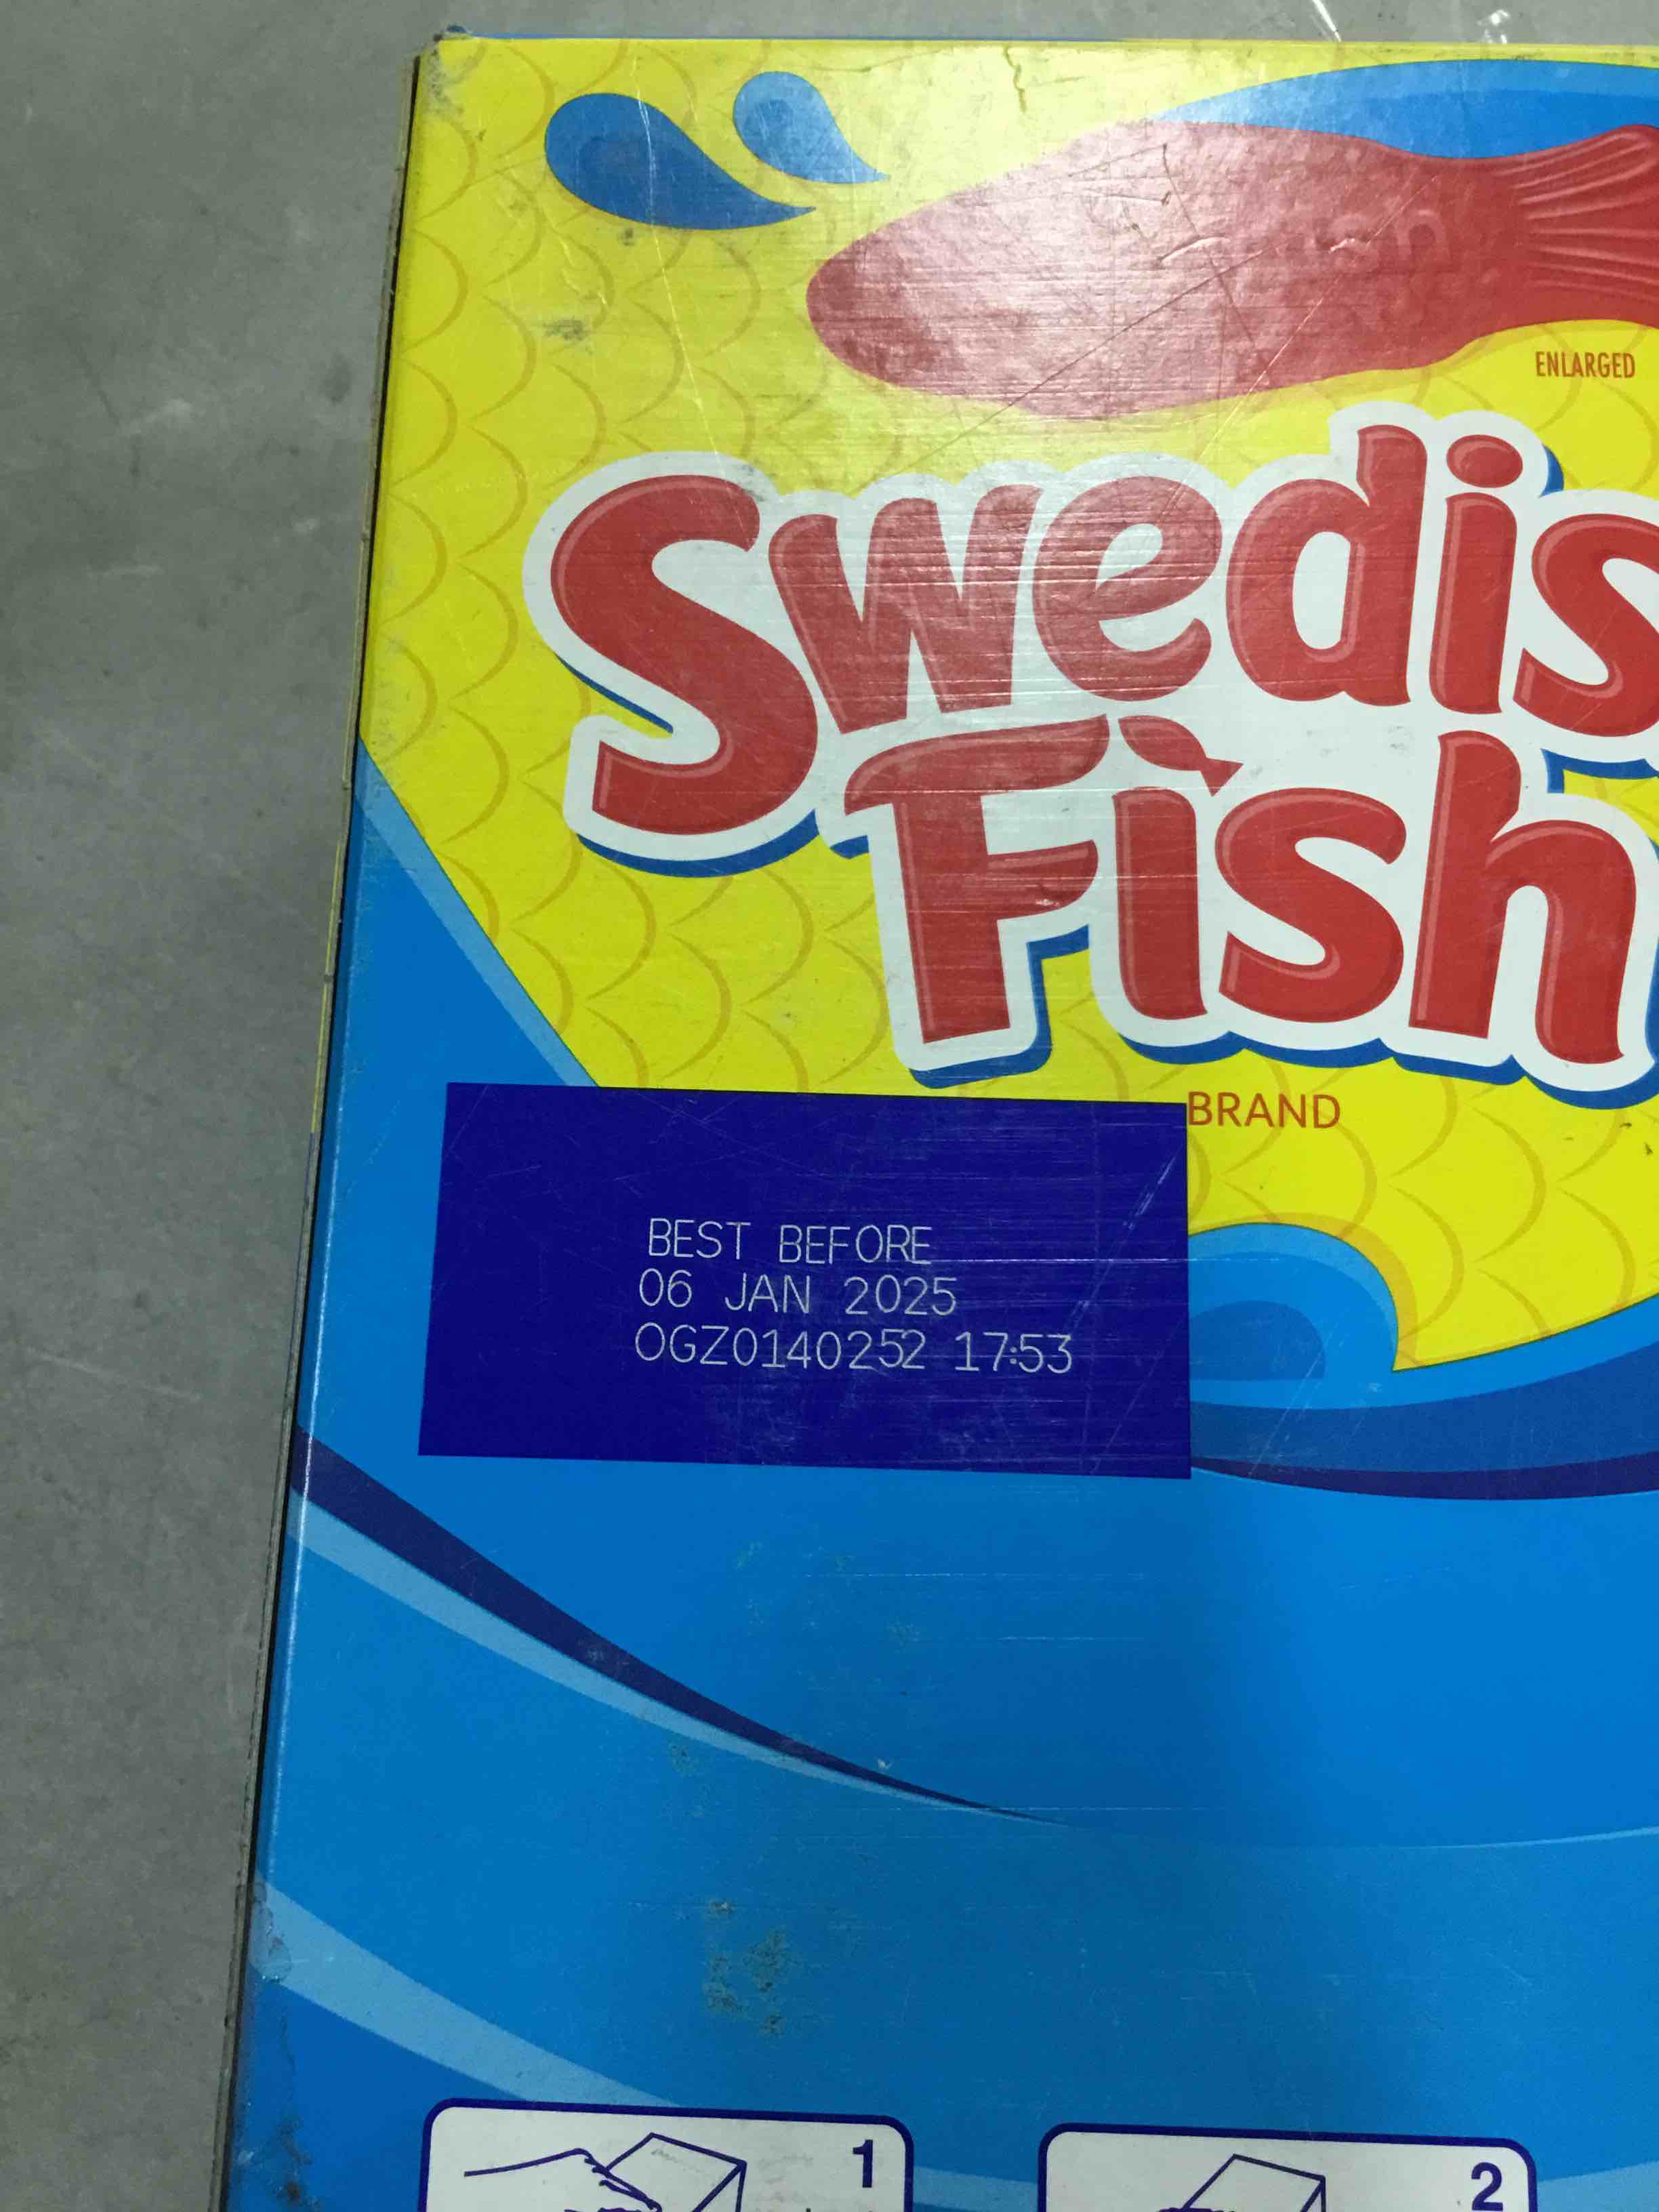 ENLARGED
Swedis
Fish
BRAND
BEST BEFORE
06 JAN 2025
OGZ0140252 17:53
1
2